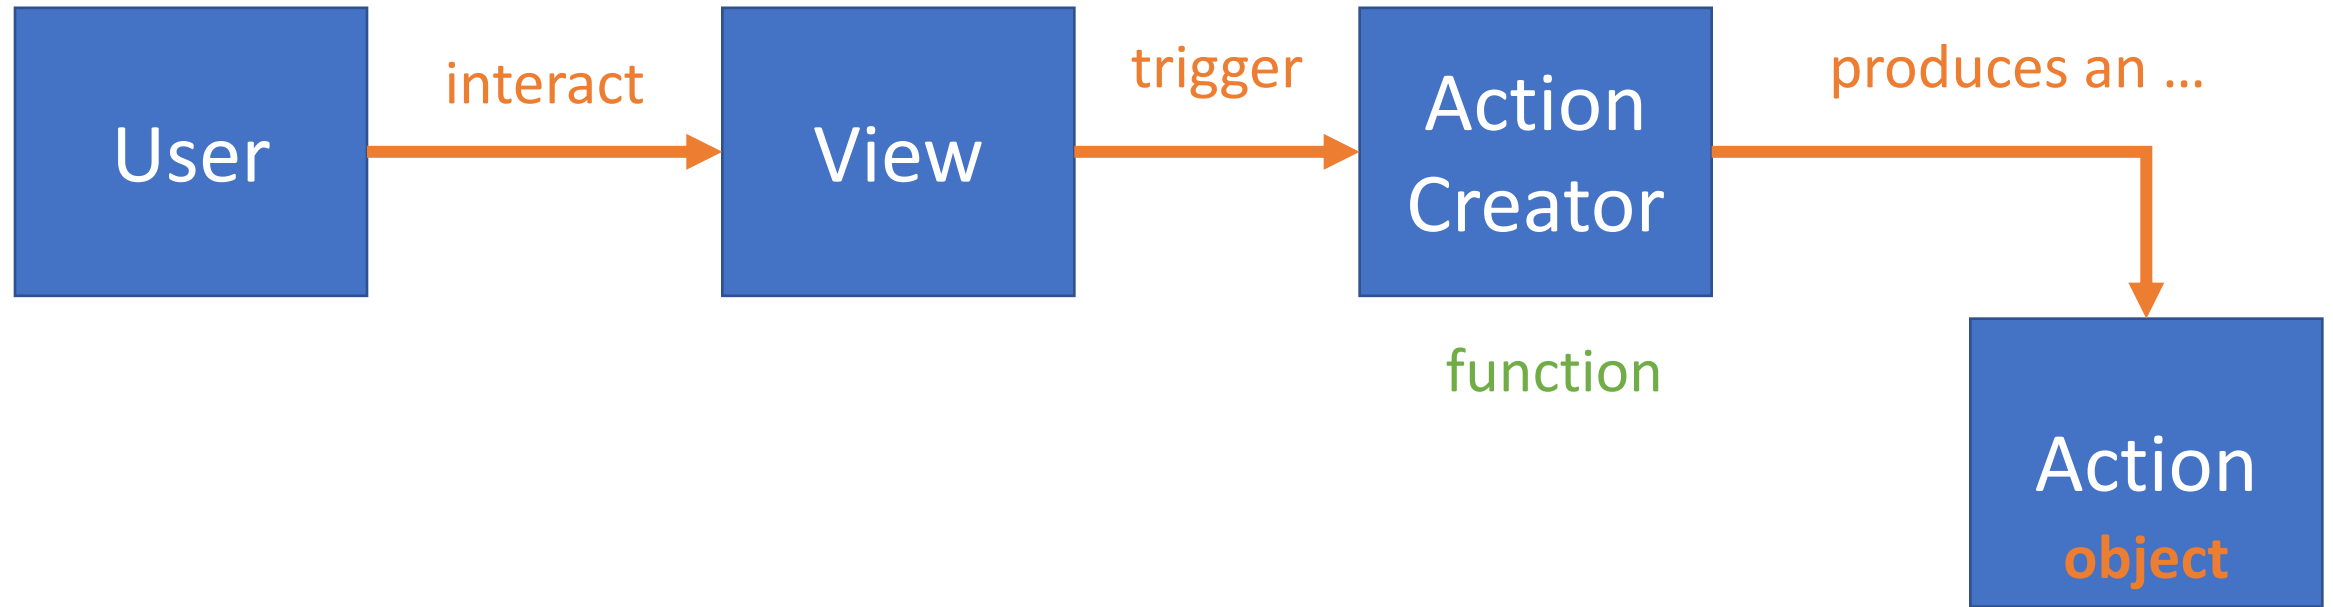 User
interact
View
trigger
Action
Creator
produces an ...
function
Action
object